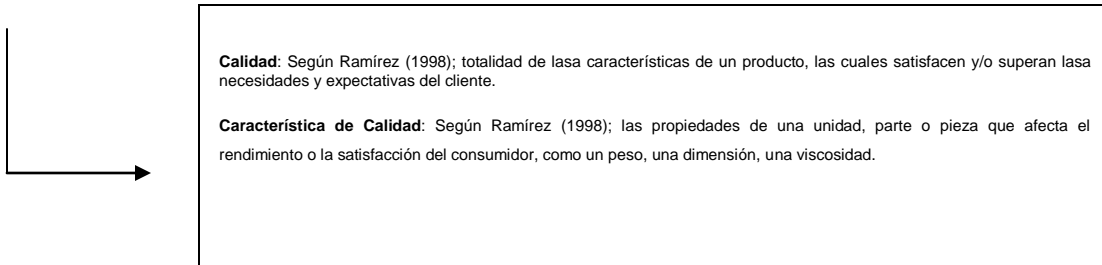 Calidad: Según Ramírez (1998); totalidad de lasa características de un producto, las cuales satisfacen y/o superan lasa
necesidades y expectativas del cliente.
Característica de Calidad: Según Ramírez (1998); las propiedades de una unidad, parte o pieza que afecta el
rendimiento o la satisfacción del consumidor, como un peso, una dimensión, una viscosidad.